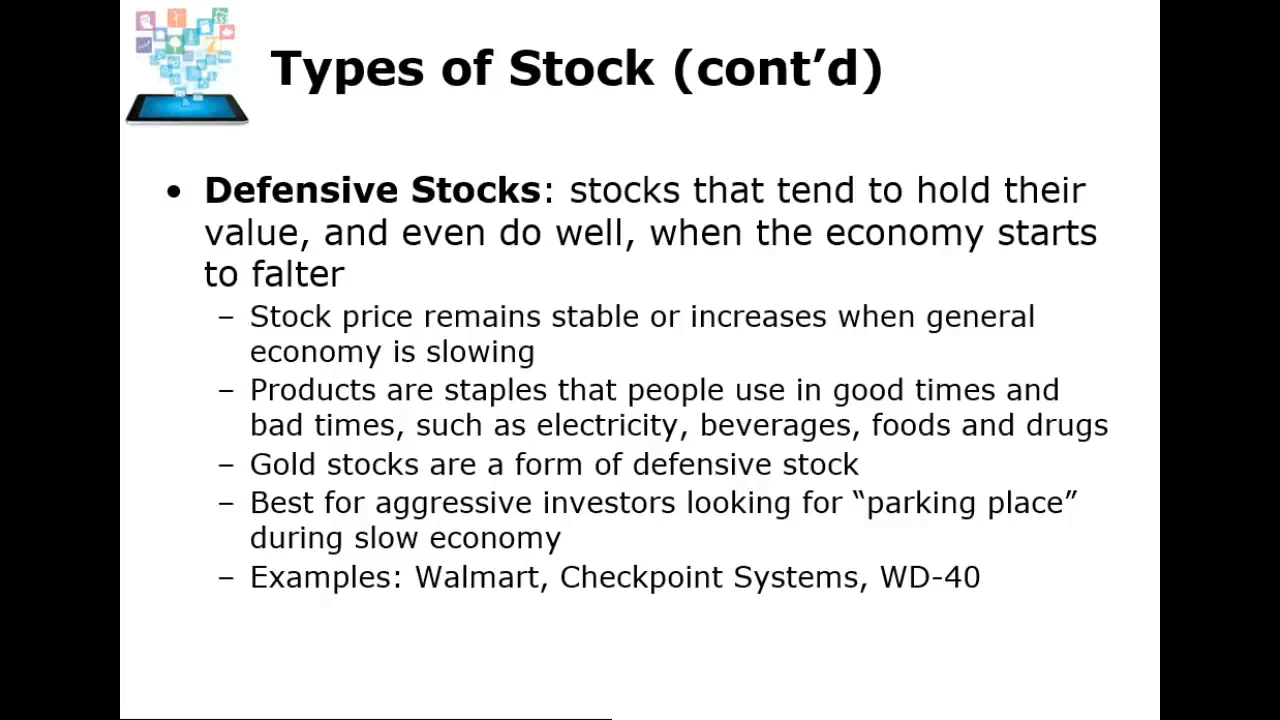 Types of Stock (cont’d)
• Defensive Stocks: stocks that tend to hold their
value, and even do well, when the economy starts
to falter
– Stock price remains stable or increases when general
economy is slowing
– Products are staples that people use in good times and
bad times, such as electricity, beverages, foods and drugs
– Gold stocks are a form of defensive stock
– Best for aggressive investors looking for “parking place”
during slow economy
– Examples: Walmart, Checkpoint Systems, WD-40